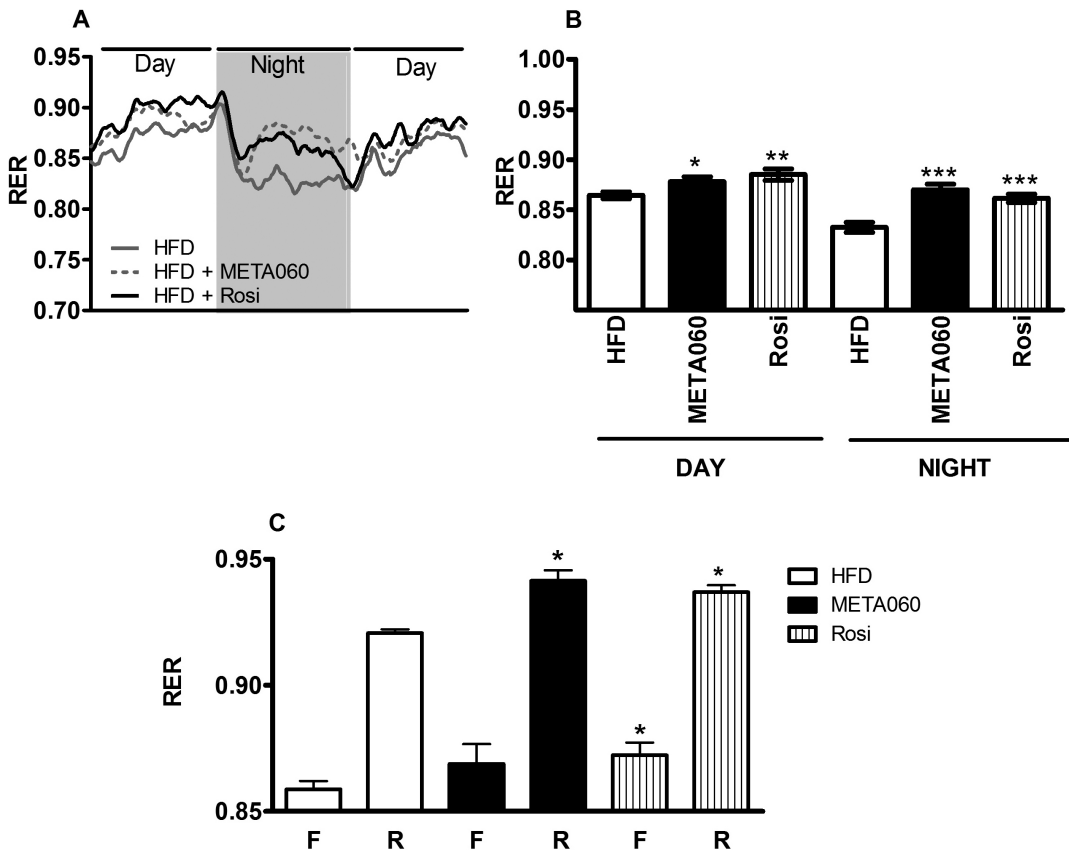 A
Day
Night
Day
0.95
0.90
0.85
0.80
0.75
0.70
RER
HFD
HFD + META060
HFD + Rosi
B
1.00
0.95
0.90
0.85
0.80
RER
*
**
***
***
HFD
META060
Rosi
HFD
META060
Rosi
DAY
NIGHT
C
0.95
0.90
0.85
RER
*
*
*
F
R
F
R
F
R
HFD
META060
Rosi